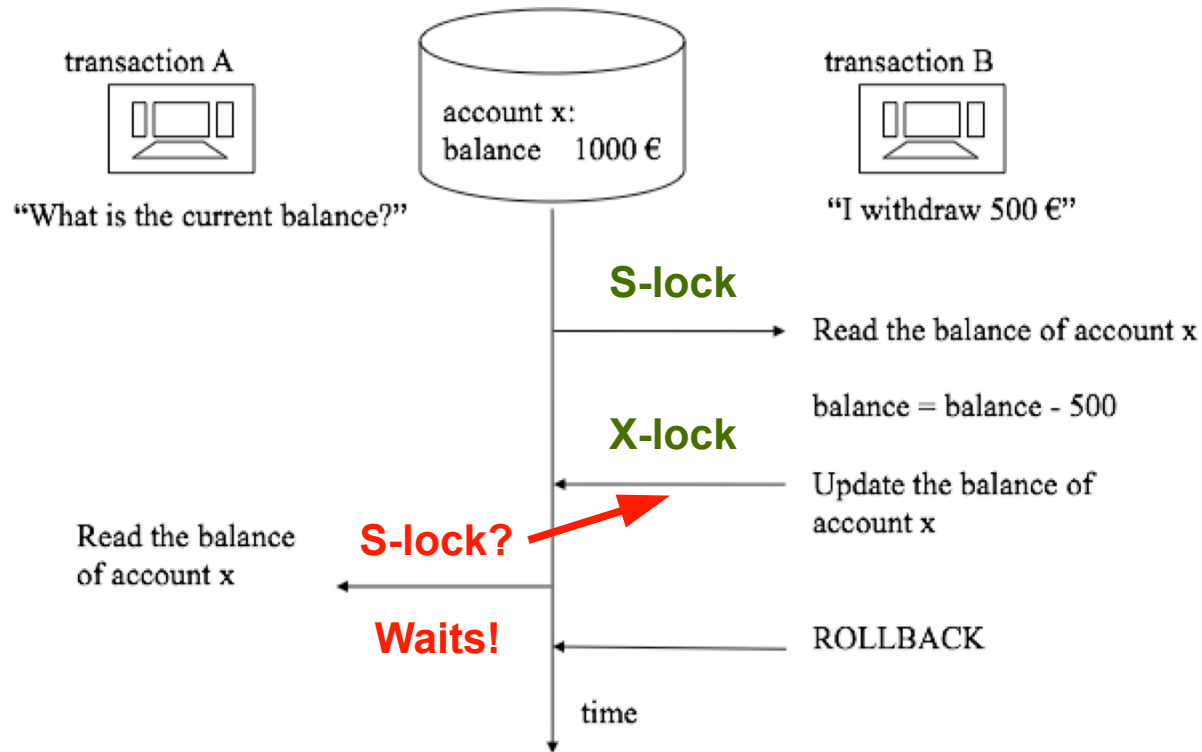 transaction A
transaction B
account x:
balance 1000 €
“What is the current balance?”
“I withdraw 500 €”
S-lock
Read the balance of account x
balance = balance - 500
X-lock
Update the balance of
account x
Read the balance
of account x
S-lock?
Waits!
ROLLBACK
time